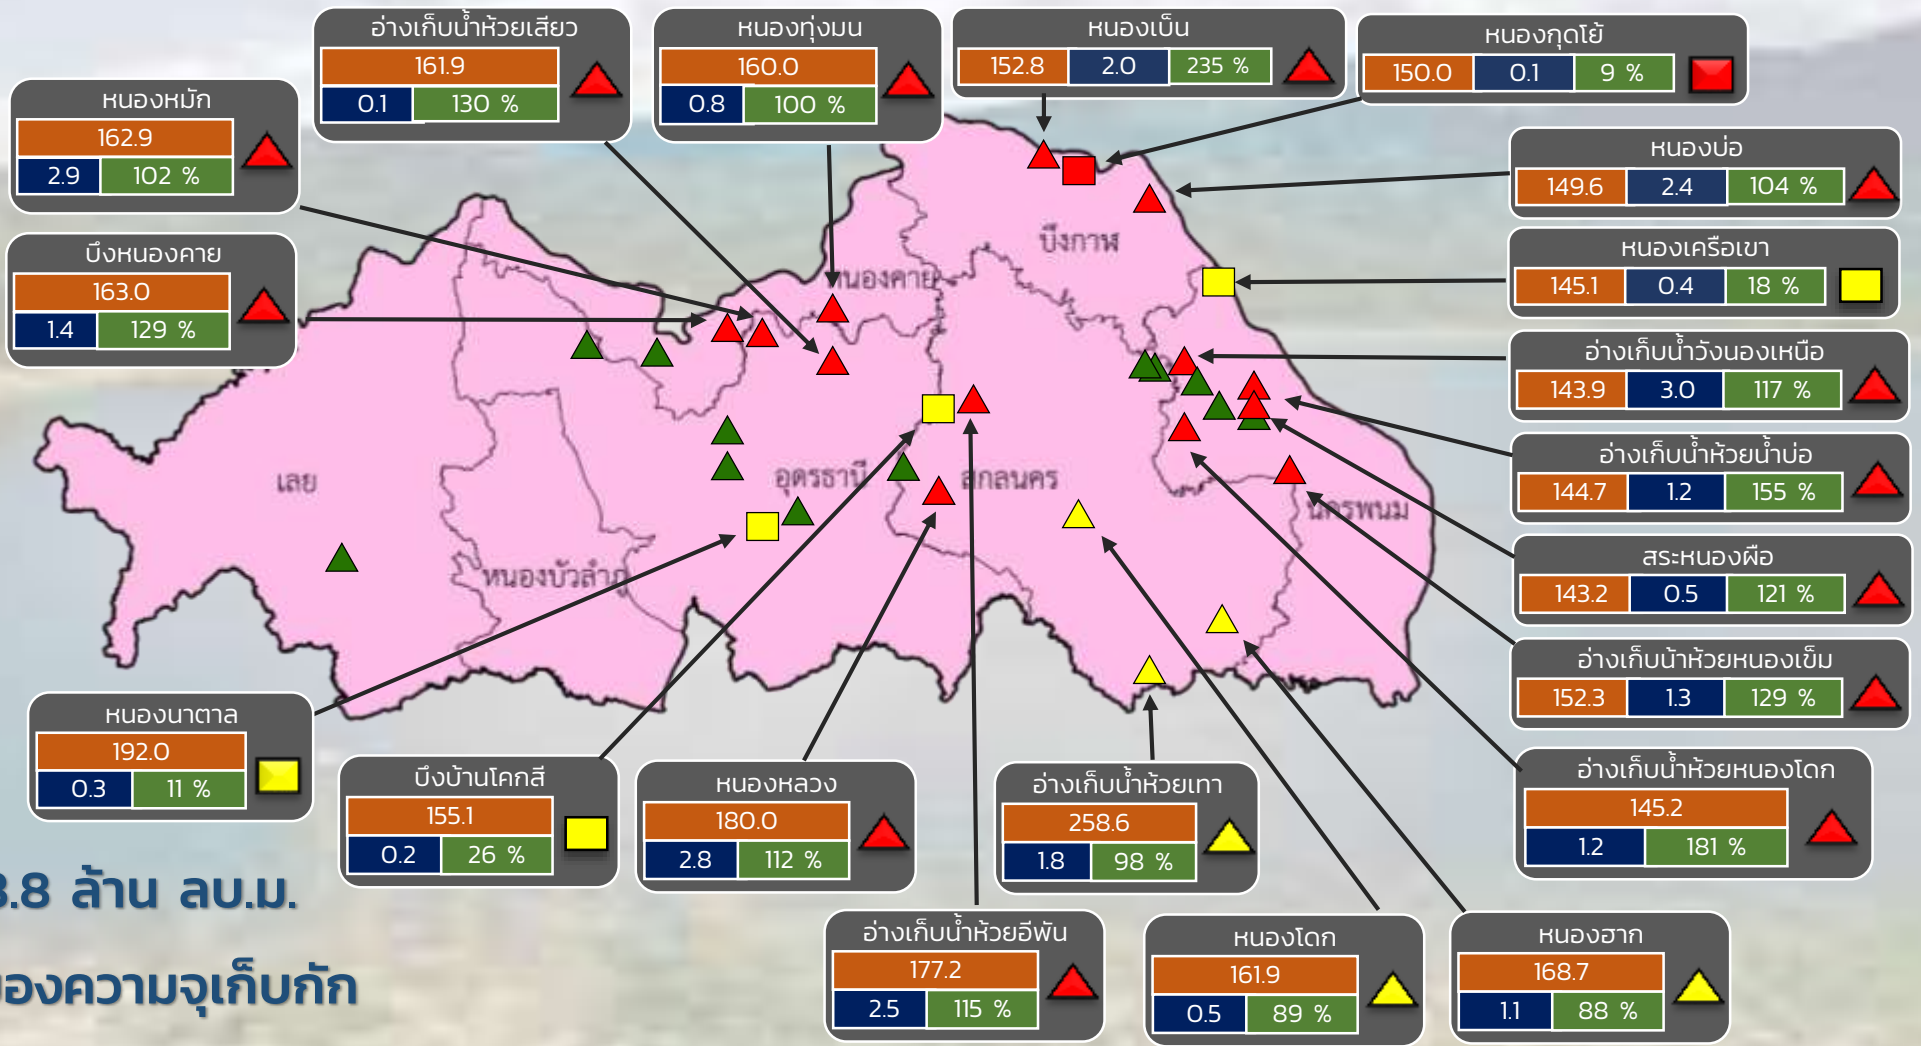 อ่างเก็บน้ำห้วยเสียว
161.9
0.1 130 %
หนองทุ่งมน
160.0
0.8 100 %
หนองเบ็น
152.8 2.0 235 %
หนองกุดโย้
150.0 0.1 9 %
หนองหมัก
162.9
2.9 102 %
หนองบ่อ
149.6 2.4 104 %
บึงหนองคาย
163.0
1.4 129 %
หนองเครือเขา
145.1 0.4 18 %
อ่างเก็บน้ำวังนองเหนือ
143.9 3.0 117 %
อ่างเก็บน้ำห้วยน้ำบ่อ
144.7 1.2 155 %
สระหนองผือ
143.2 0.5 121 %
อ่างเก็บน้าห้วยหนองเข็ม
152.3 1.3 129 %
อ่างเก็บน้ำห้วยหนองโดก
145.2
1.2 181 %
บึงกาฬ
หนองคาย
เลย
อุดรธานี
สกลนคร
นครพนม
หนองบัวลำภู
หนองนาตาล
192.0
0.3 11 %
บึงบ้านโคกสี
155.1
0.2 26 %
หนองหลวง
180.0
2.8 112 %
อ่างเก็บน้ำห้วยเทา
258.6
1.8 98 %
อ่างเก็บน้ำห้วยอีพัน
177.2
2.5 115 %
หนองโดก
161.9
0.5 89 %
หนองฮาก
168.7
1.1 88 %
3.8 ล้าน ลบ.ม.
ของความจุเก็บกัก